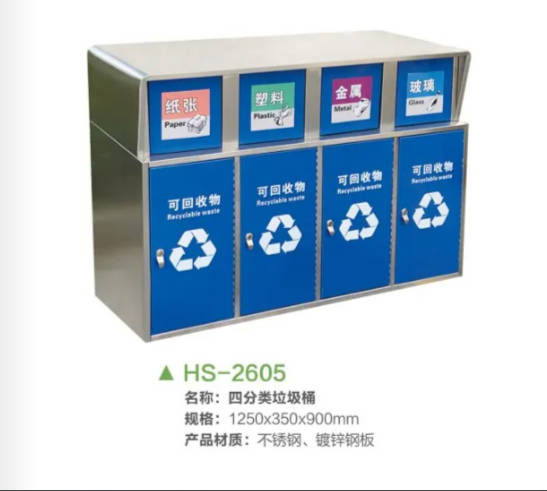 纸张
Paper
塑料
Plastic
金属
Metal
玻璃
Glass
可回收物
Recyclable waste
可回收物
Recyclable waste
可回收物
Recyclable waste
可回收物
Recyclable waste
▲ HS-2605
名称：四分类垃圾桶
规格：1250x350x900mm
产品材质：不锈钢、镀锌钢板